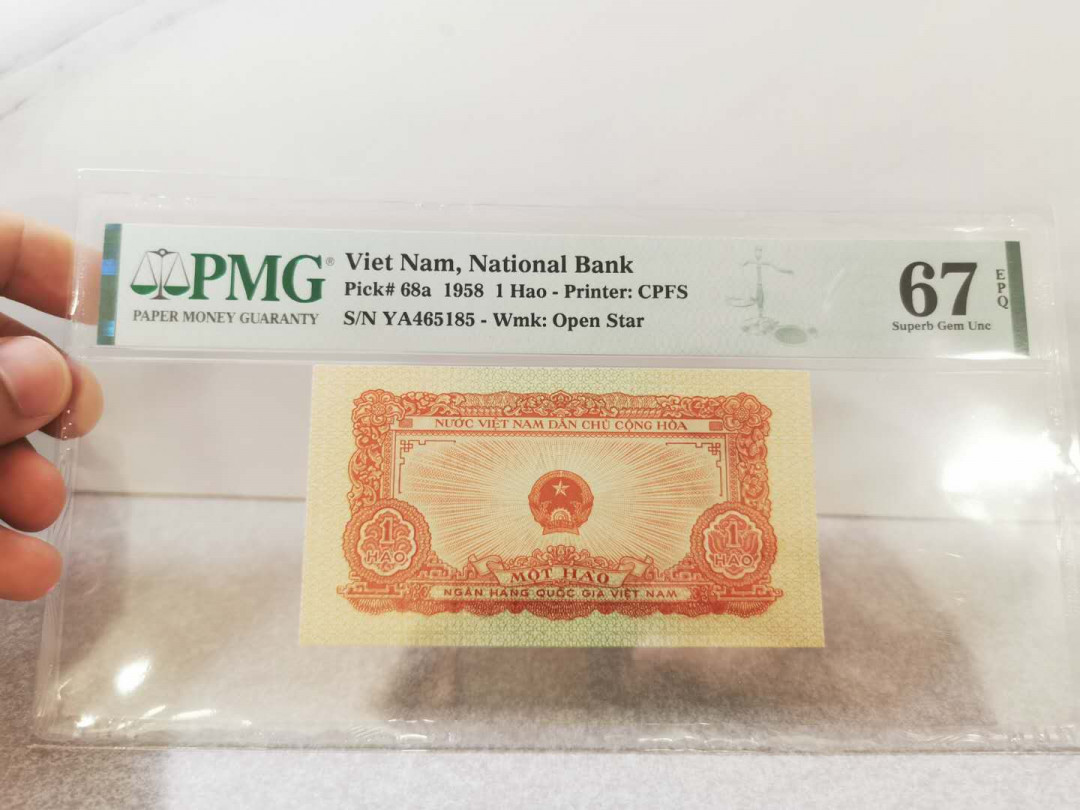 PMG®
PAPER MONEY GUARANTY
Viet Nam, National Bank
Pick# 68a 1958 1 Hao - Printer: CPFS
S/N YA465185 - Wmk: Open Star
67
EPQ
Superb Gem Unc
NƯỚC VIỆT NAM DÂN CHỦ CỘNG HÒA
1
HÀO
1
HÀO
MỘT HÀO
NGÂN HÀNG QUỐC GIA VIỆT NAM